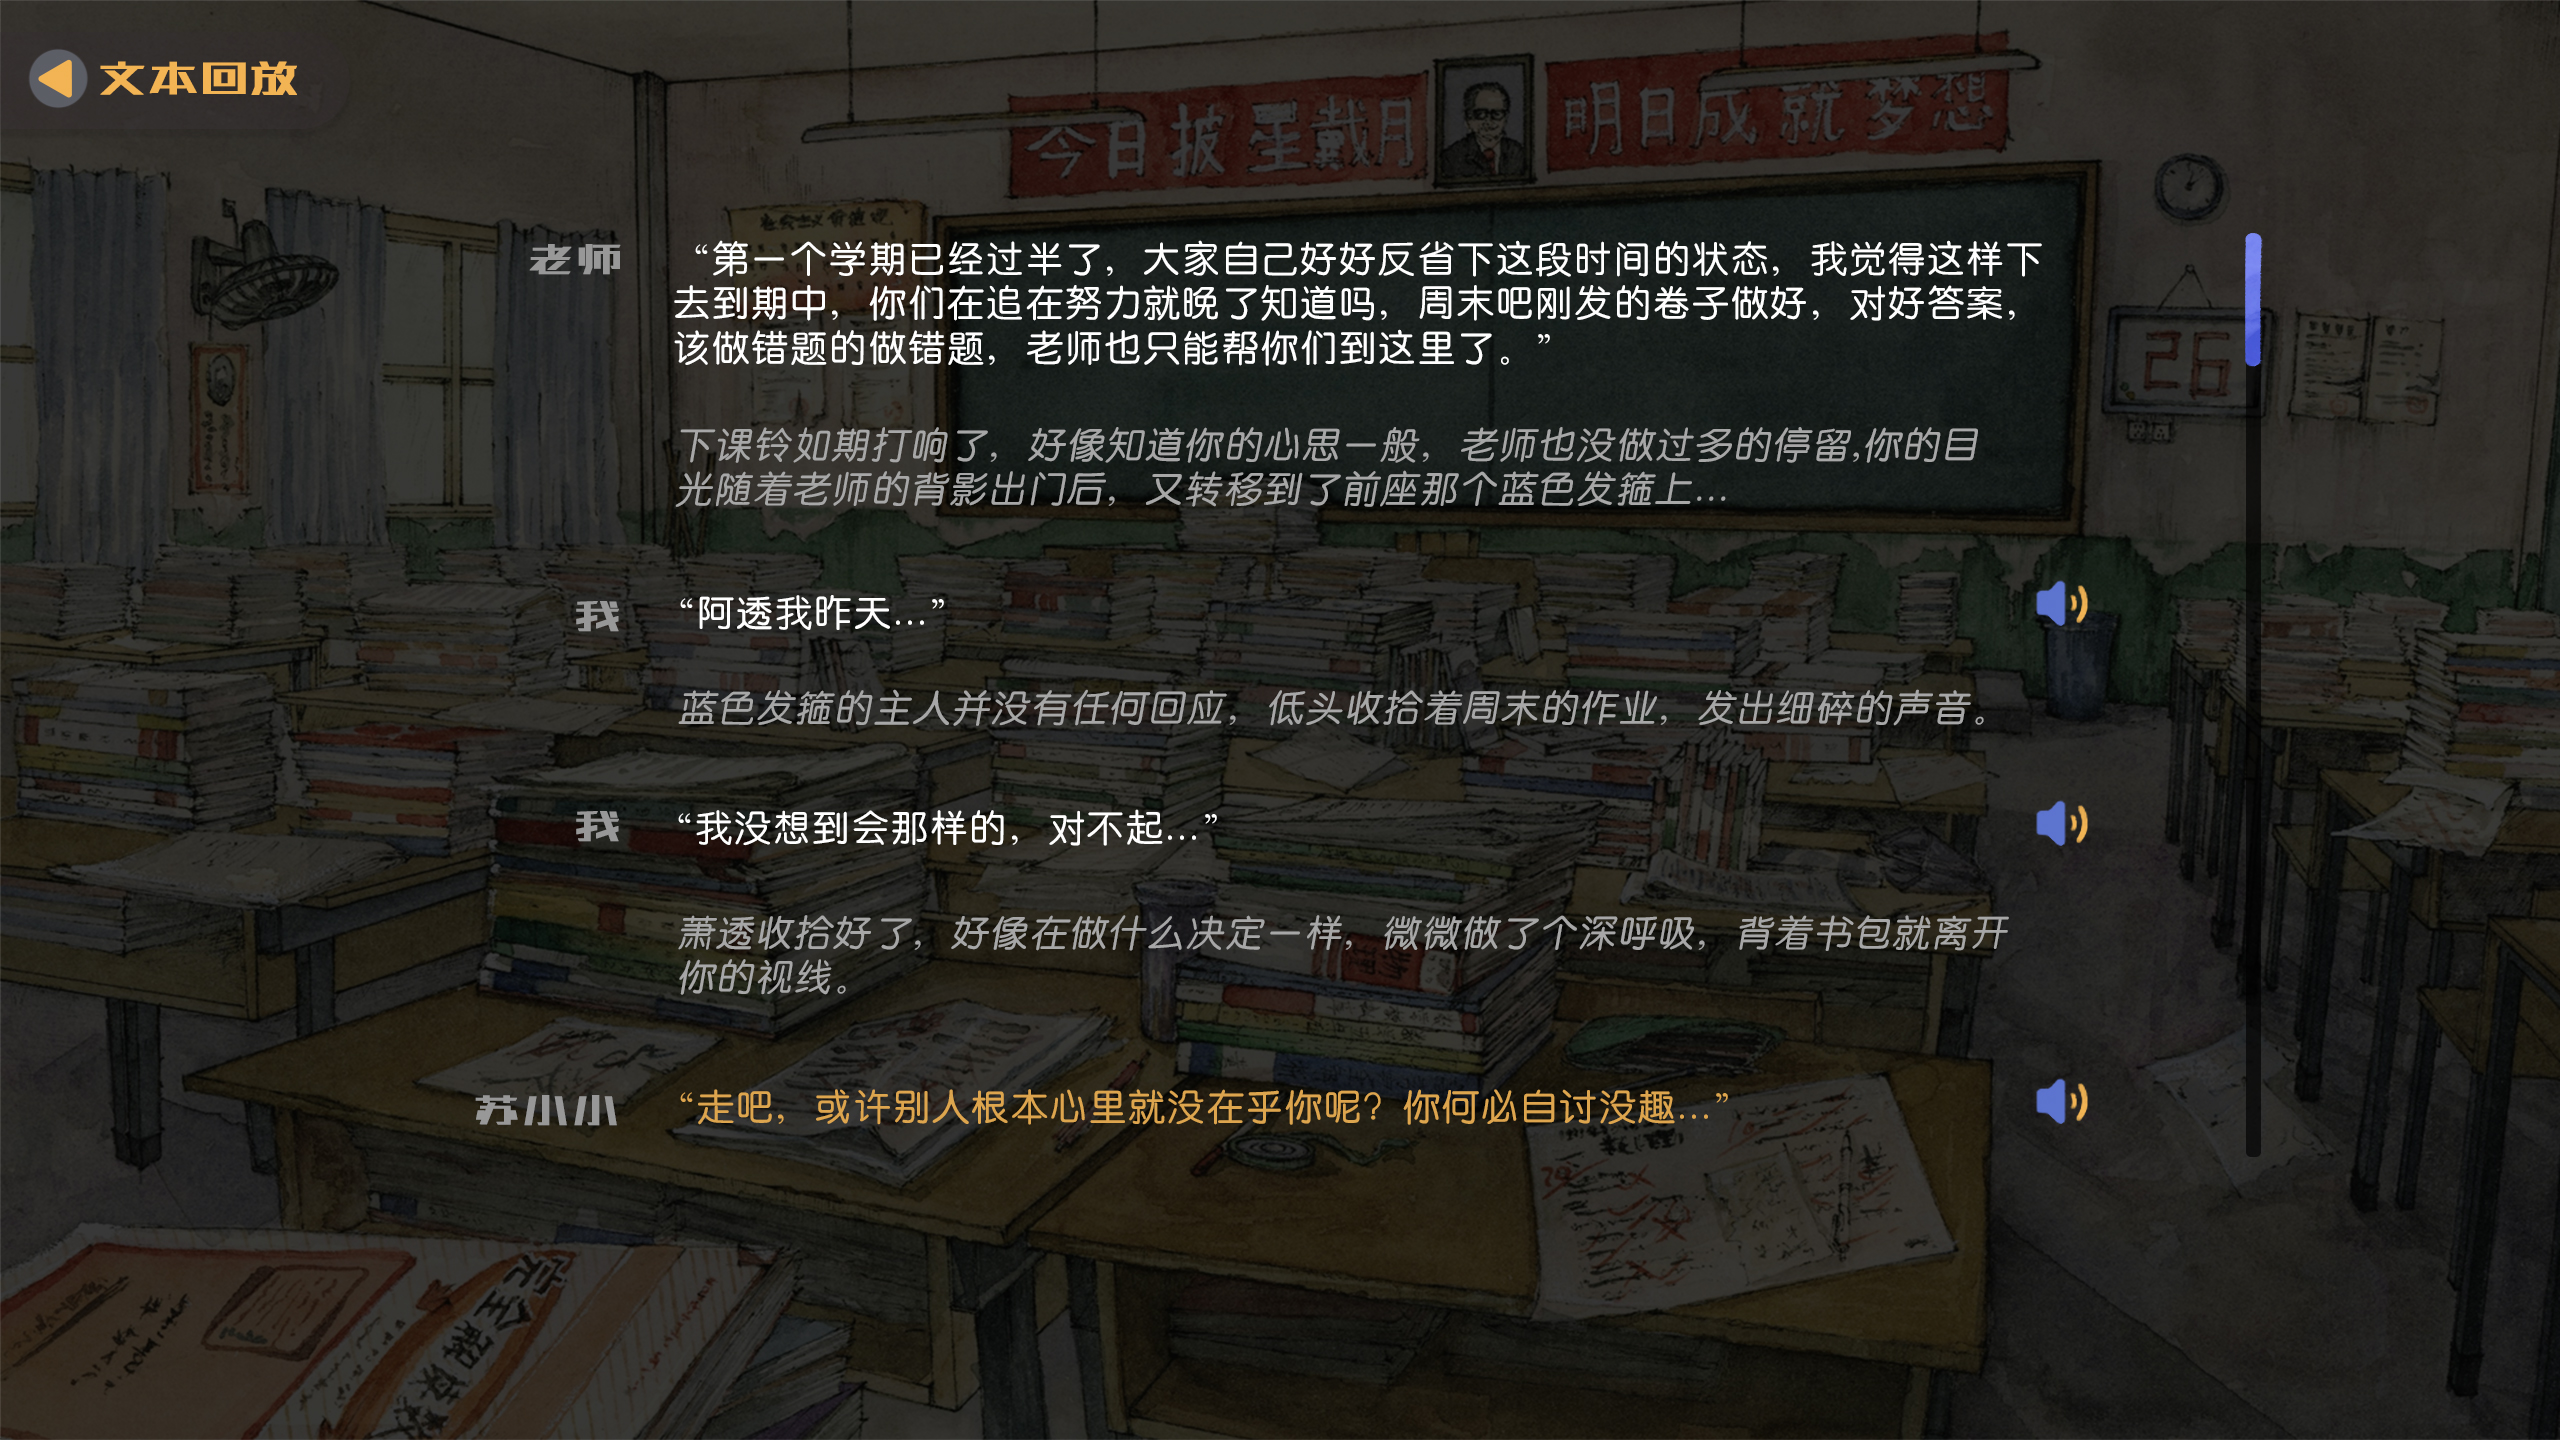 文本回放
今日披星戴月
明日成就梦想
26
老师
“第一个学期已经过半了，大家自己好好反省下这段时间的状态，我觉得这样下
去到期中，你们在追在努力就晚了知道吗，周末吧刚发的卷子做好，对好答案，
该做错题的做错题，老师也只能帮你们到这里了。”
下课铃如期打响了，好像知道你的心思一般，老师也没做过多的停留,你的目
光随着老师的背影出门后，又转移到了前座那个蓝色发箍上...
我
“阿透我昨天...”
蓝色发箍的主人并没有任何回应，低头收拾着周末的作业，发出细碎的声音。
我
“我没想到会那样的，对不起...”
萧透收拾好了，好像在做什么决定一样，微微做了个深呼吸，背着书包就离开
你的视线。
苏小小
“走吧，或许别人根本心里就没在乎你呢？你何必自讨没趣...”
完全解